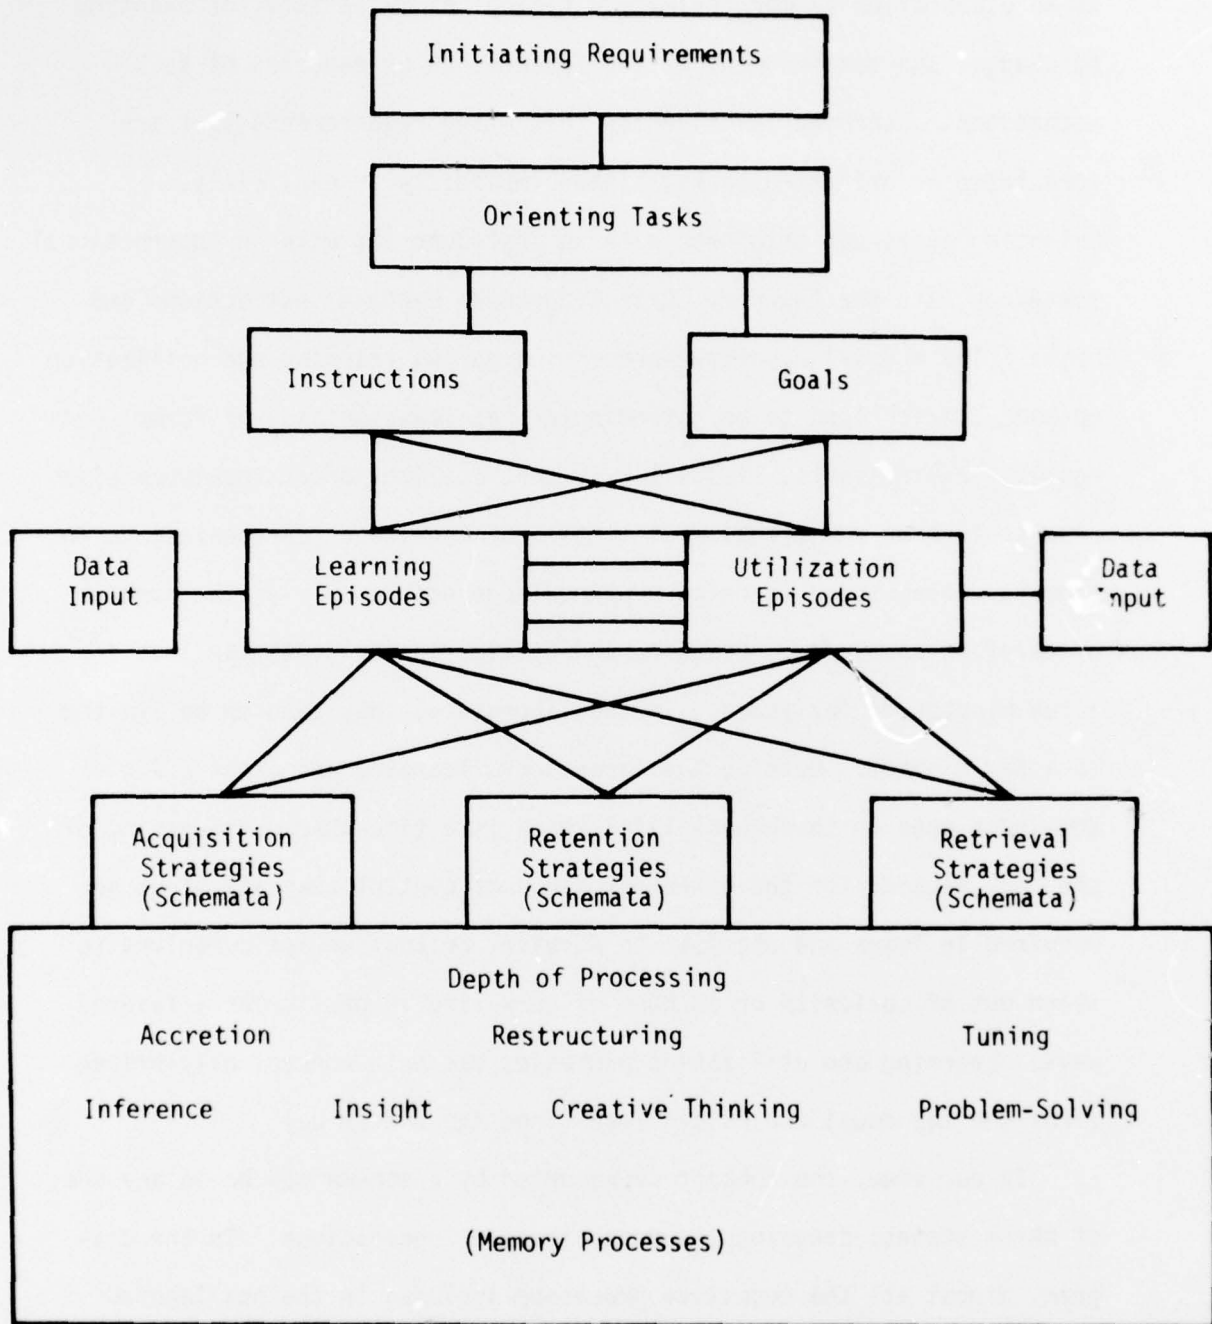 Initiating Requirements
Orienting Tasks
Instructions
Goals
Data
Input
Learning
Episodes
Utilization
Episodes
Data
Input
Acquisition
Strategies
(Schemata)
Retention
Strategies
(Schemata)
Retrieval
Strategies
(Schemata)
Depth of Processing
Accretion Restructuring Tuning
Inference Insight Creative Thinking Problem-Solving
(Memory Processes)